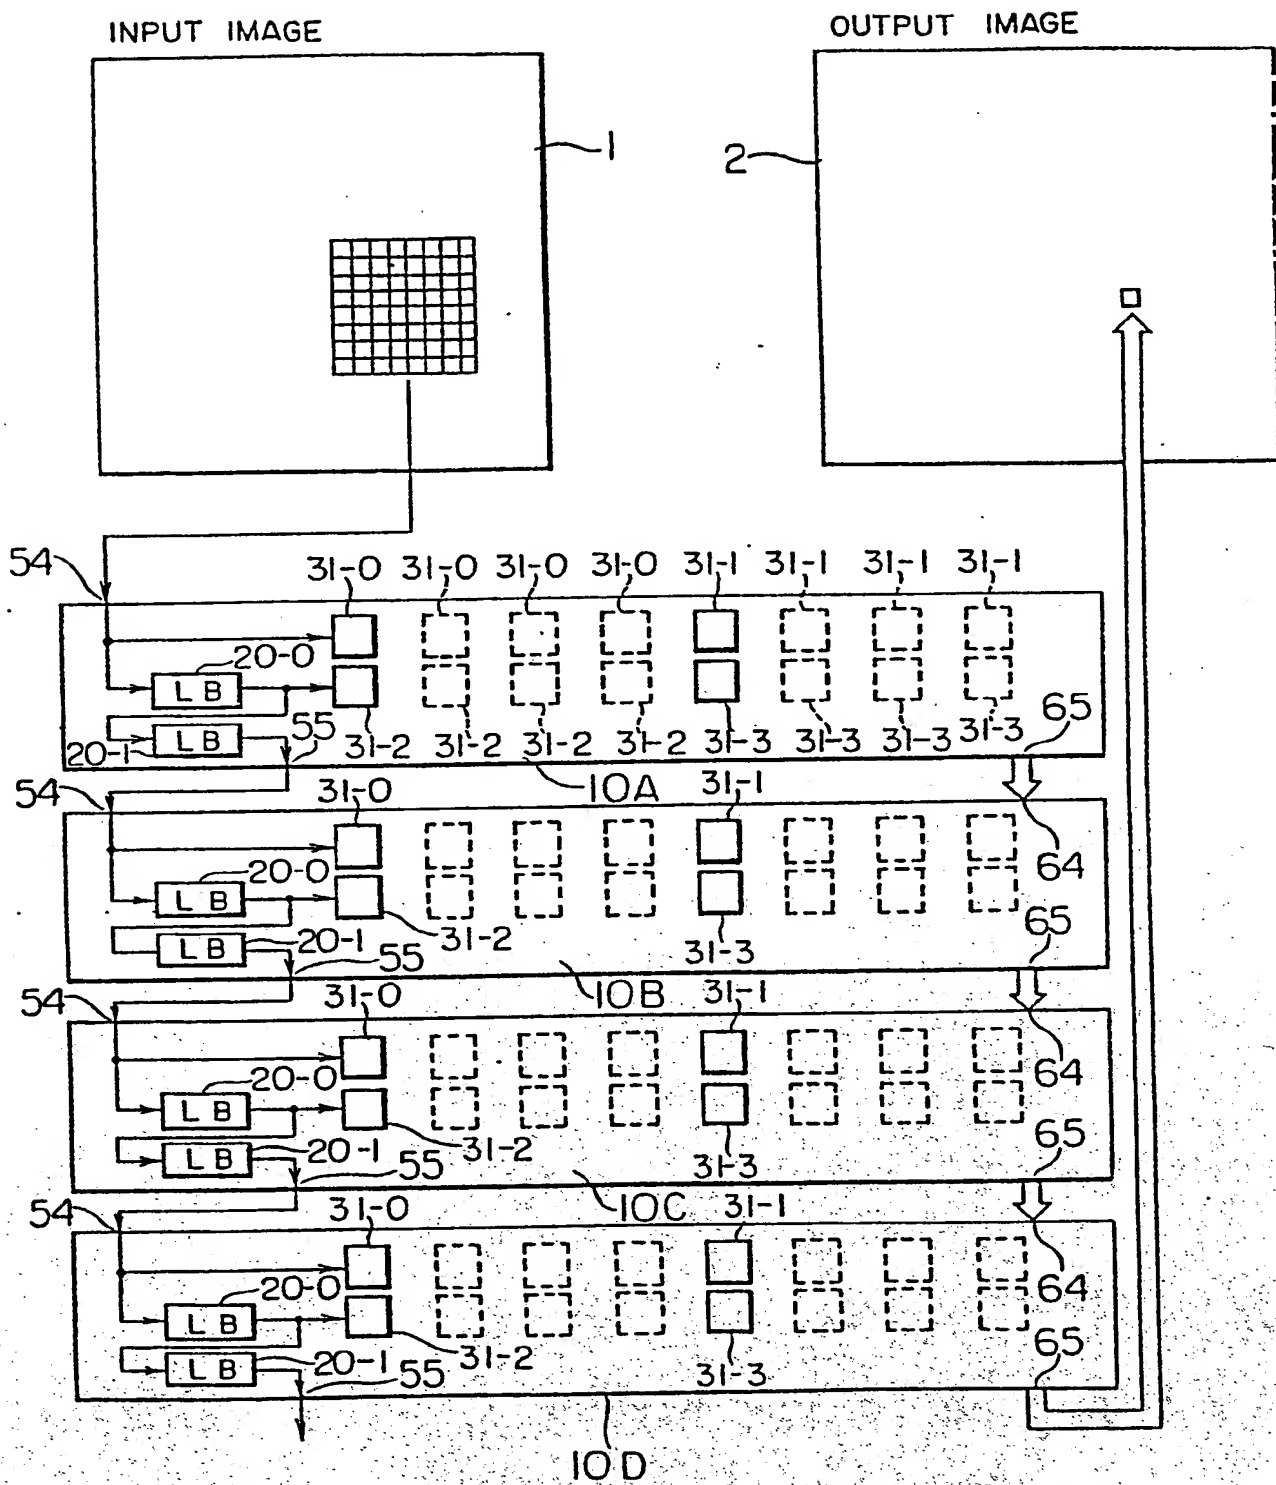 INPUT IMAGE
OUTPUT IMAGE
1
2
54
31-0 31-0 31-0 31-0 31-1 31-1 31-1 31-1
20-0
LB
20-1 LB 55
31-2 31-2 31-2 31-2 31-3 31-3 31-3 31-3 65
54 31-0 10A 31-1
20-0 64
LB
LB 20-1 55 31-2 31-3 65
54 31-0 10B 31-1
20-0 64
LB
LB 20-1 55 31-2 31-3 65
54 31-0 10C 31-1
20-0 64
LB
LB 20-1 55 31-2 31-3 65
10D